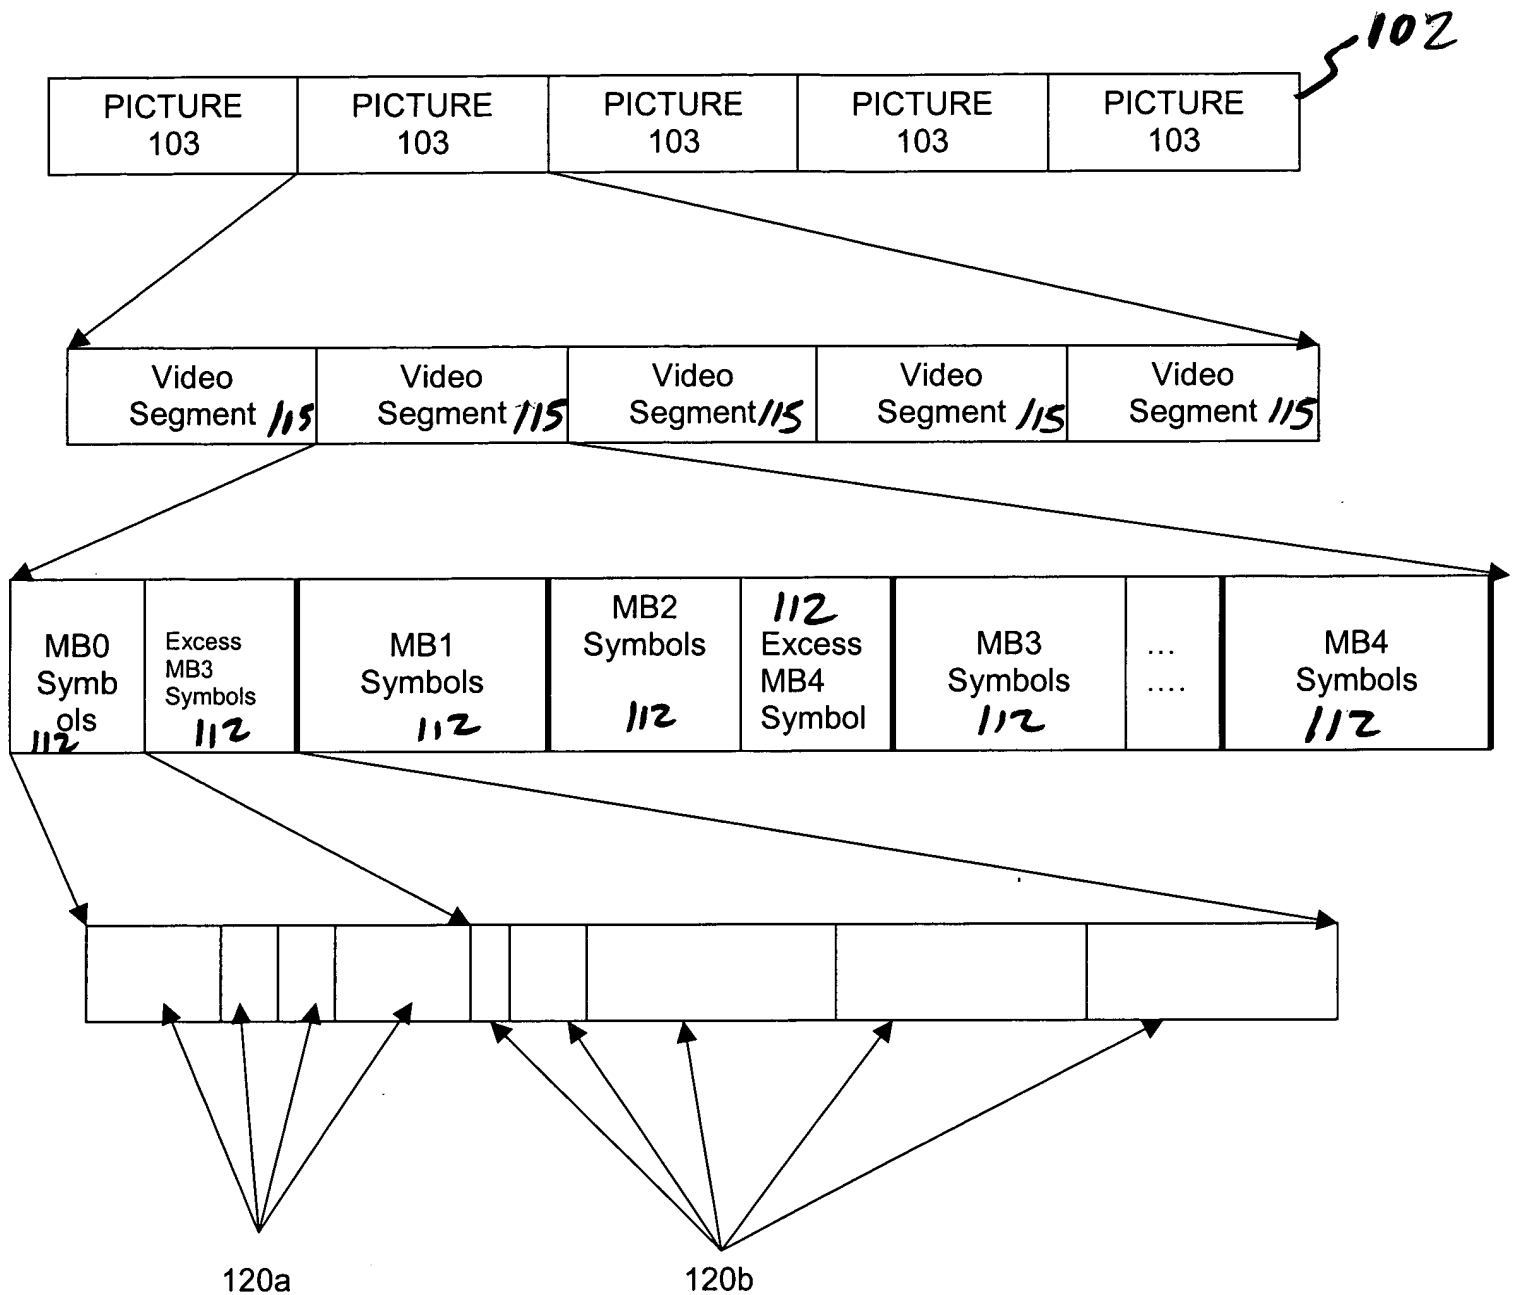 102
PICTURE
103
PICTURE
103
PICTURE
103
PICTURE
103
PICTURE
103
Video
Segment 115
Video
Segment 115
Video
Segment 115
Video
Segment 115
Video
Segment 115
MB0
Symb
ols
112
Excess
MB3
Symbols
112
MB1
Symbols
112
MB2
Symbols
112
112
Excess
MB4
Symbol
MB3
Symbols
112
...
....
MB4
Symbols
112
120a
120b